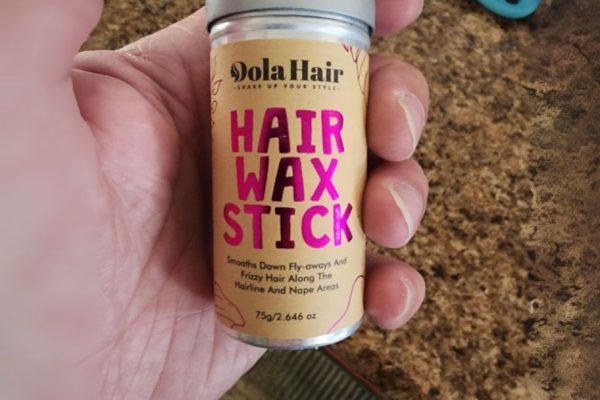 Dola Hair
-SHAKE UP YOUR STYLE-
HAIR
WAX
STICK
Smooths Down Fly-aways And
Frizzy Hair Along The
Hairline And Nape Areas
75g/2.646 oz